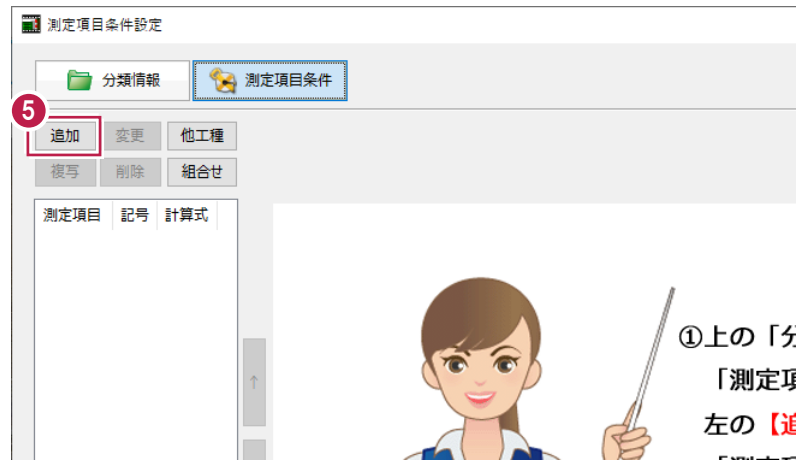 測定項目条件設定
分類情報 測定項目条件
5
追加 変更 他工種
複写 削除 組合せ
測定項目 記号 計算式
↑
①上の「分
「測定項
左の【追